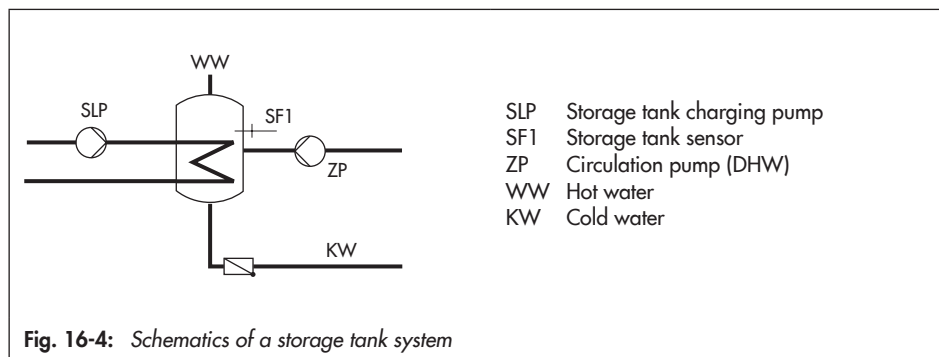 WW
SLP
SF1
ZP
KW
SLP Storage tank charging pump
SF1 Storage tank sensor
ZP Circulation pump (DHW)
WW Hot water
KW Cold water
Fig. 16-4: Schematics of a storage tank system